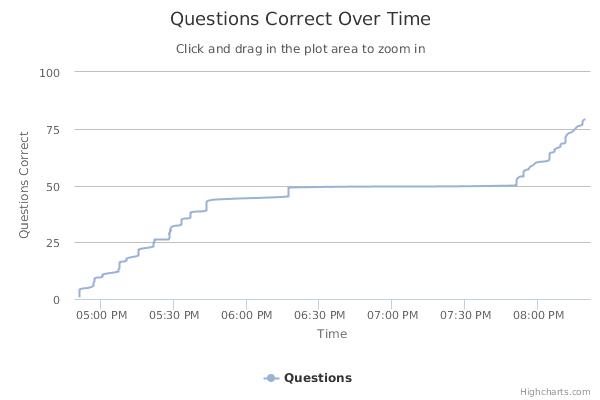 Questions Correct Over Time
Click and drag in the plot area to zoom in
Questions Correct
100
75
50
25
0
05:00 PM 05:30 PM 06:00 PM 06:30 PM 07:00 PM 07:30 PM 08:00 PM
Time
Questions
Highcharts.com